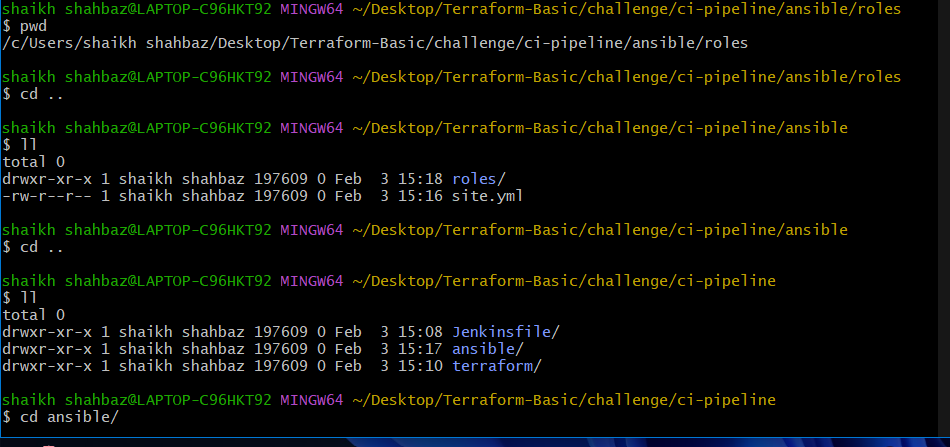 shaikh shahbaz@LAPTOP-C96HKT92 MINGW64 ~/Desktop/Terraform-Basic/challenge/ci-pipeline/ansible/roles
$ pwd
/c/Users/shaikh shahbaz/Desktop/Terraform-Basic/challenge/ci-pipeline/ansible/roles
shaikh shahbaz@LAPTOP-C96HKT92 MINGW64 ~/Desktop/Terraform-Basic/challenge/ci-pipeline/ansible/roles
$ cd ..
shaikh shahbaz@LAPTOP-C96HKT92 MINGW64 ~/Desktop/Terraform-Basic/challenge/ci-pipeline/ansible
$ ll
total 0
drwxr-xr-x 1 shaikh shahbaz 197609 0 Feb  3 15:18 roles/
-rw-r--r-- 1 shaikh shahbaz 197609 0 Feb  3 15:16 site.yml
shaikh shahbaz@LAPTOP-C96HKT92 MINGW64 ~/Desktop/Terraform-Basic/challenge/ci-pipeline/ansible
$ cd ..
shaikh shahbaz@LAPTOP-C96HKT92 MINGW64 ~/Desktop/Terraform-Basic/challenge/ci-pipeline
$ ll
total 0
drwxr-xr-x 1 shaikh shahbaz 197609 0 Feb  3 15:08 Jenkinsfile/
drwxr-xr-x 1 shaikh shahbaz 197609 0 Feb  3 15:17 ansible/
drwxr-xr-x 1 shaikh shahbaz 197609 0 Feb  3 15:10 terraform/
shaikh shahbaz@LAPTOP-C96HKT92 MINGW64 ~/Desktop/Terraform-Basic/challenge/ci-pipeline
$ cd ansible/